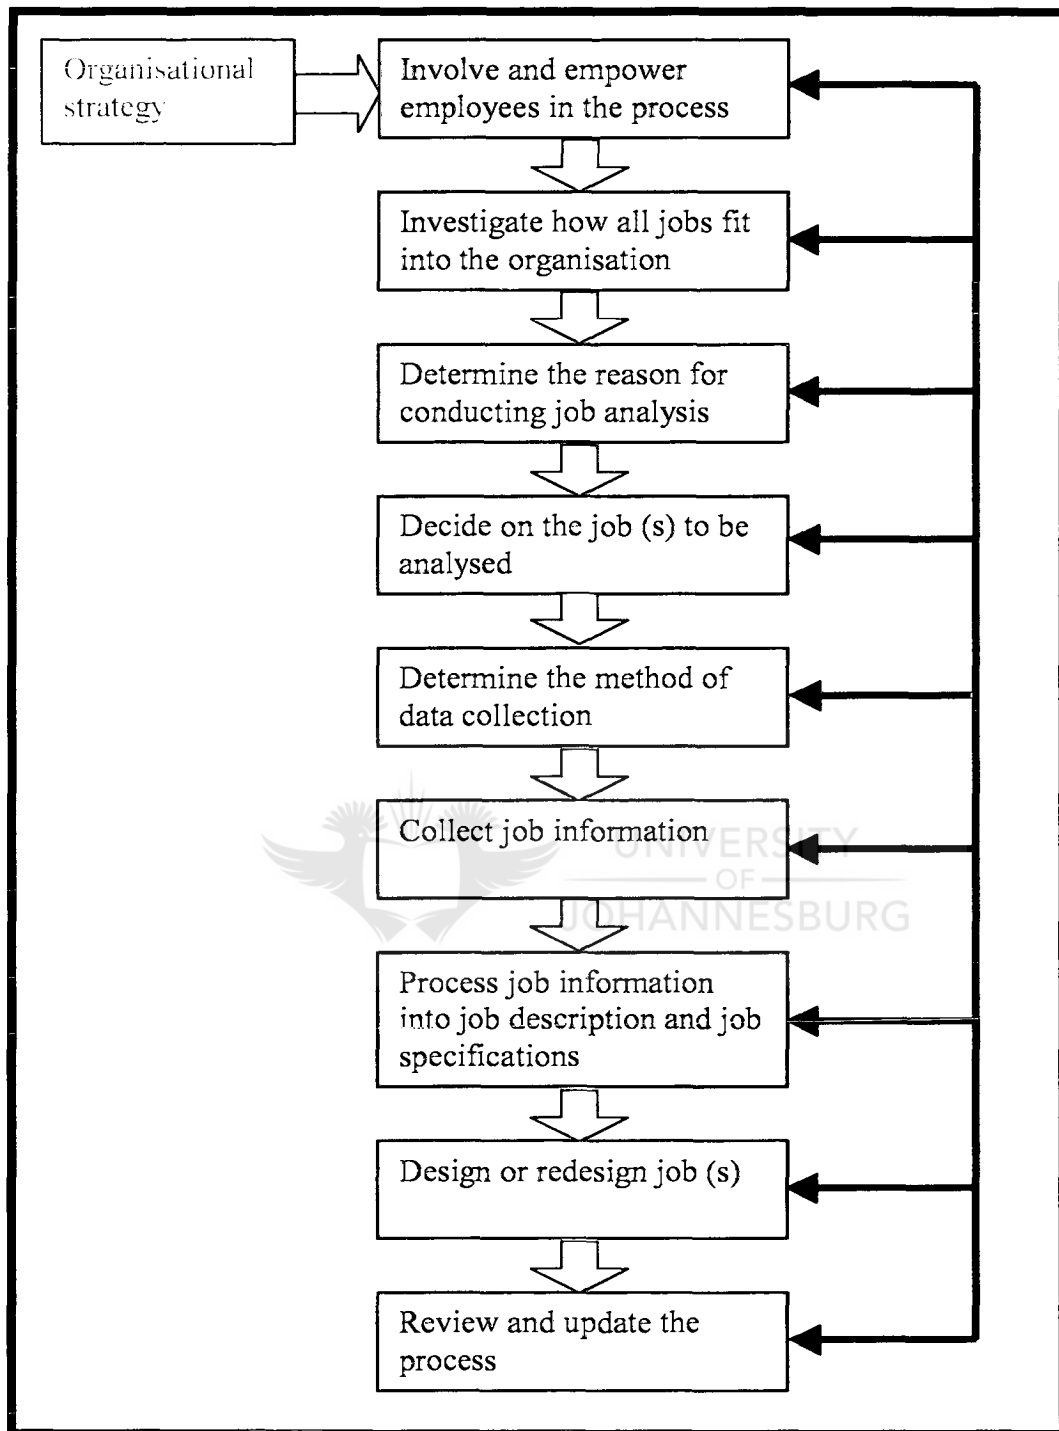 Organisational
strategy
Involve and empower
employees in the process
Investigate how all jobs fit
into the organisation
Determine the reason for
conducting job analysis
Decide on the job (s) to be
analysed
Determine the method of
data collection
Collect job information
UNIVERSITY
OF
JOHANNESBURG
Process job information
into job description and job
specifications
Design or redesign job (s)
Review and update the
process